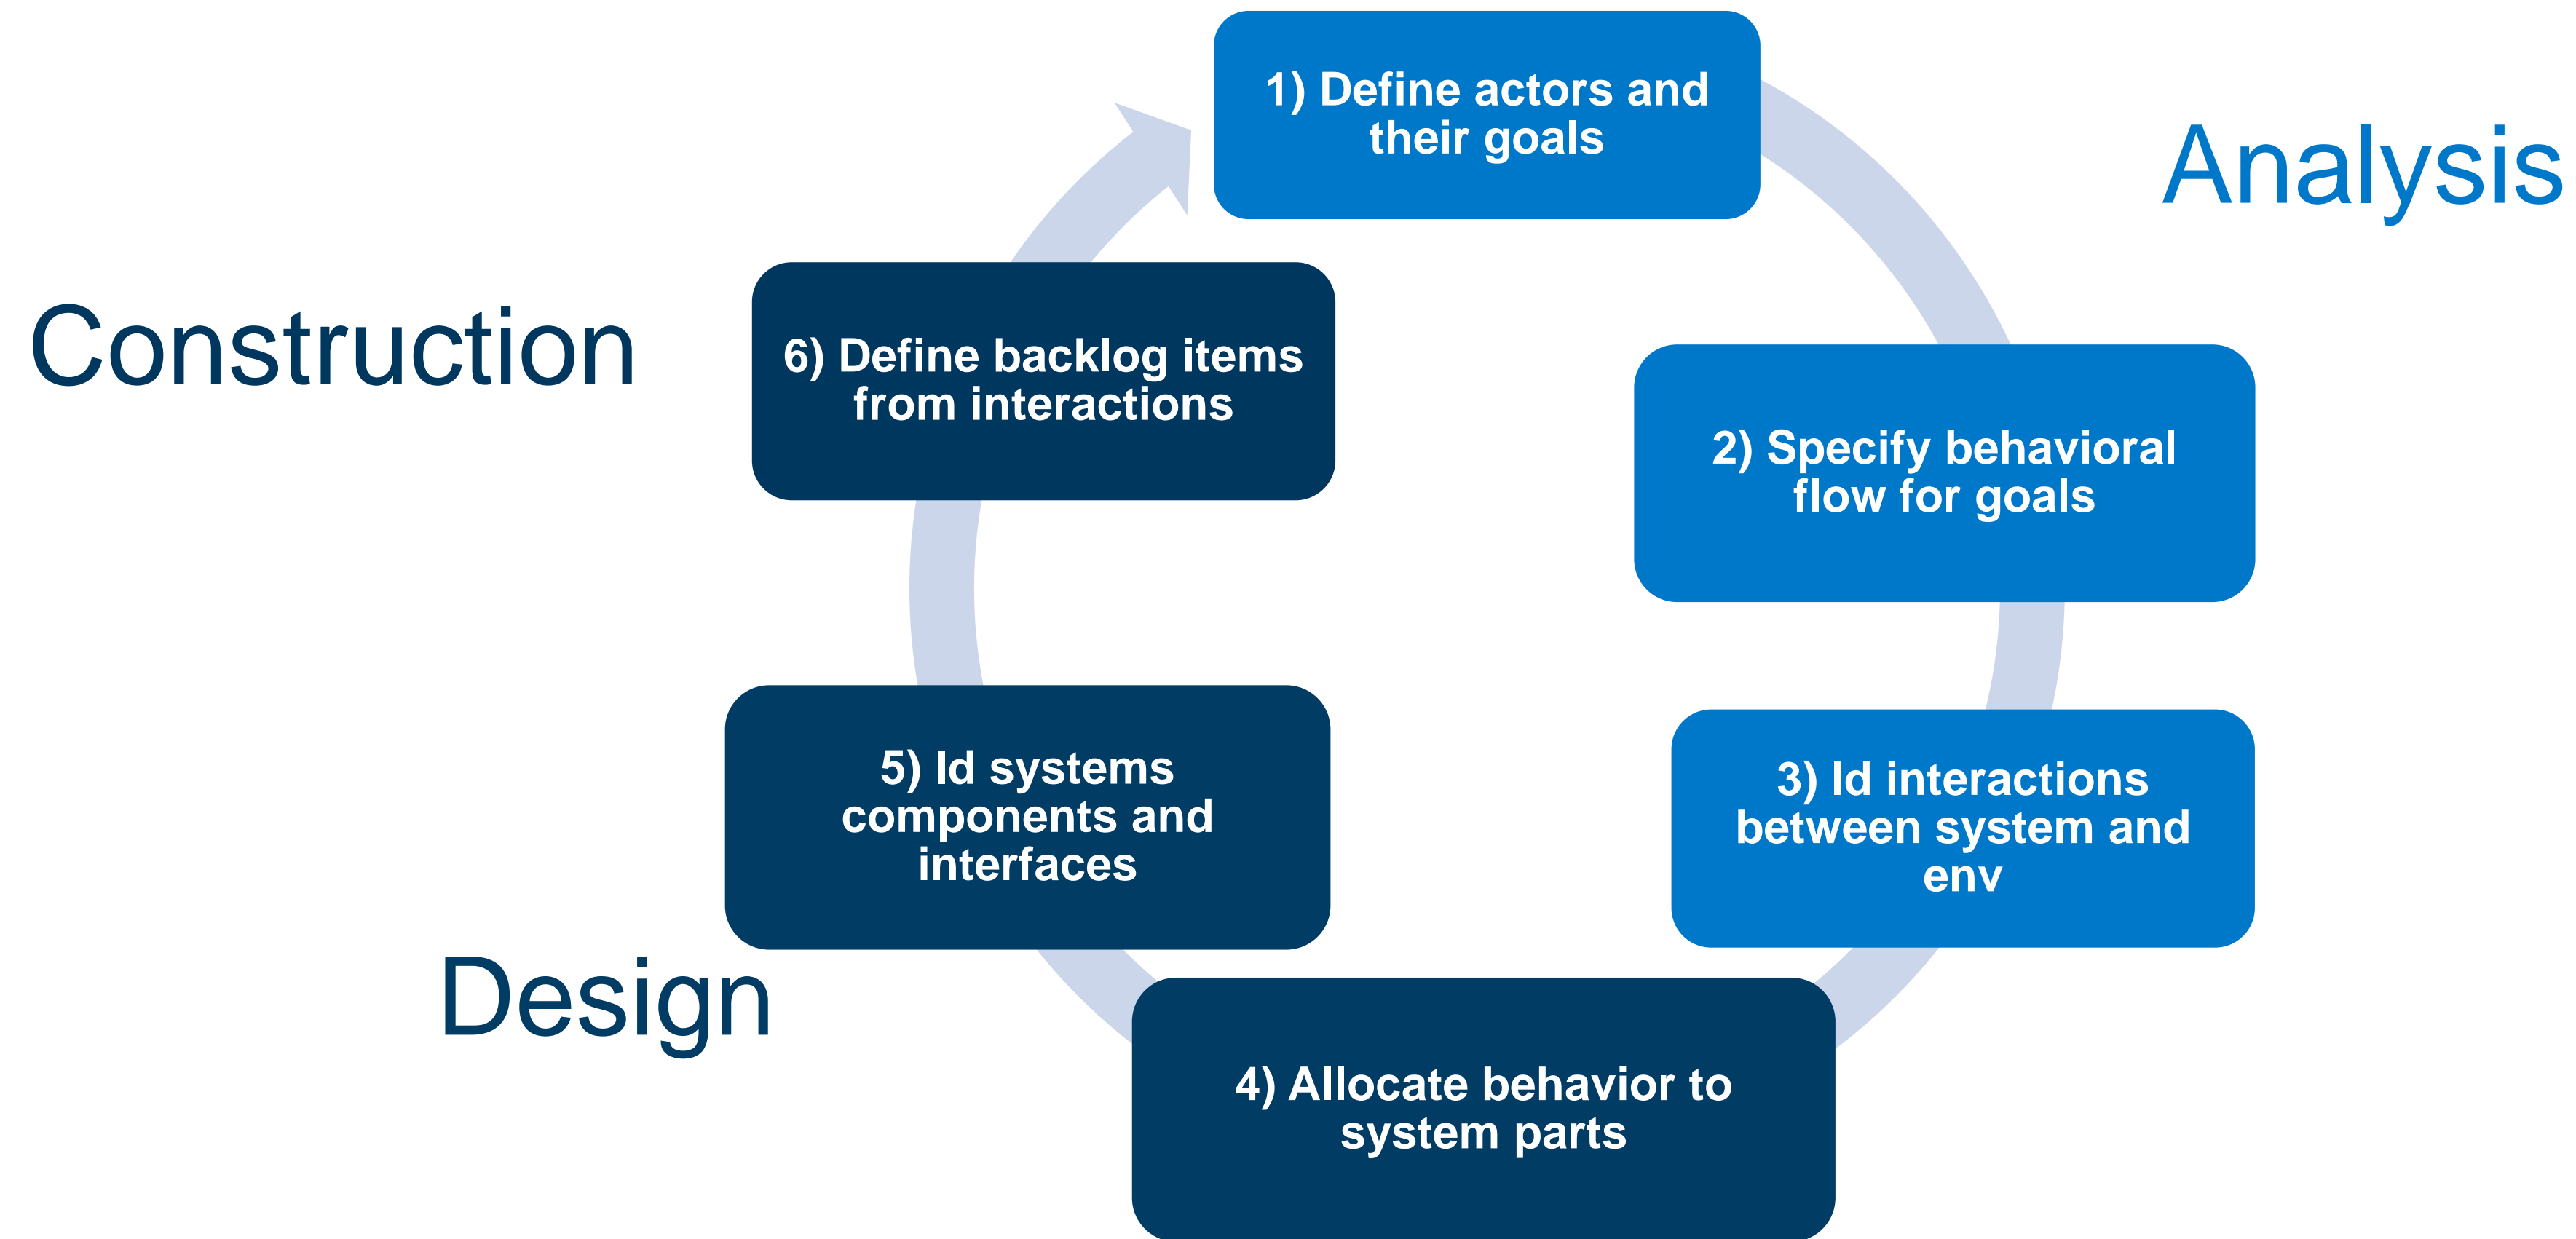 1) Define actors and
their goals
Analysis
2) Specify behavioral
flow for goals
3) Id interactions
between system and
env
4) Allocate behavior to
system parts
Design
5) Id systems
components and
interfaces
Construction
6) Define backlog items
from interactions